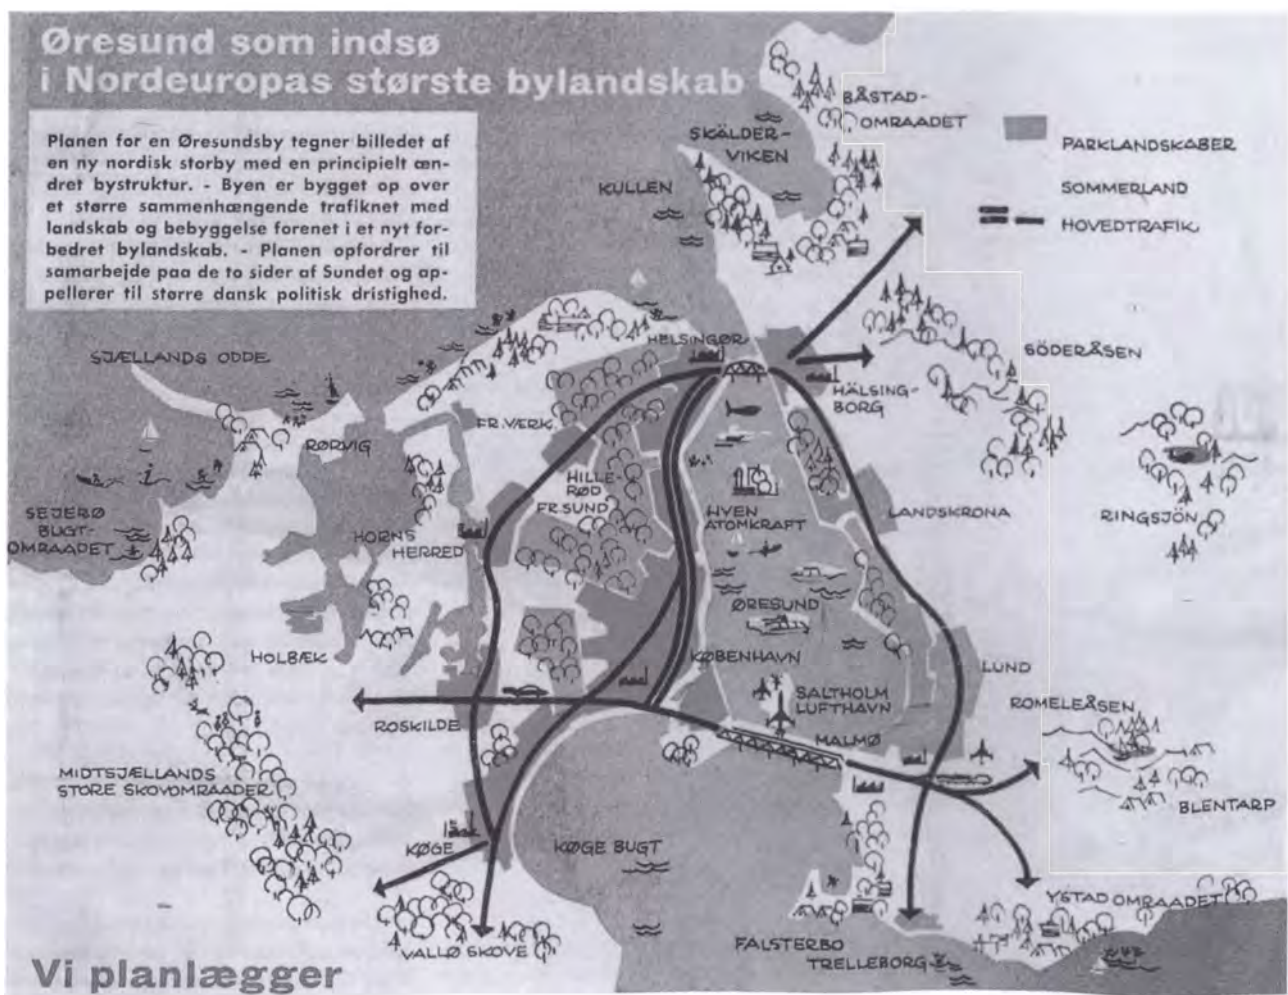 Øresund som indsø
i Nordeuropas største bylandskab
Planen for en Øresundsby tegner billedet af
en ny nordisk storby med en principielt æn-
dret bystruktur. - Byen er bygget op over
et større sammenhængende trafiknet med
landskab og bebyggelse forenet i et nyt for-
bedret bylandskab. - Planen opfordrer til
samarbejde paa de to sider af Sundet og ap-
pellerer til større dansk politisk dristighed.
BÅSTAD-
OMRAADET
PARKLANDSKABER
SOMMERLAND
HOVEDTRAFIK
SKÄLDER-
VIKEN
KULLEN
SJÆLLANDS ODDE
HELSINGØR
HÄLSING-
BORG
SÖDERÅSEN
RØRVIG
FR.VÆRK
HILLE-
RØD
FR.SUND
SEJERØ
BUGT-
OMRAADET
HORNS
HERRED
HVEN
ATOMKRAFT
LANDSKRONA
RINGSJÖN
ØRESUND
HOLBÆK
KØBENHAVN
LUND
ROSKILDE
SALTHOLM
LUFTHAVN
MALMØ
ROMELEÅSEN
BLENTARP
MIDTSJÆLLANDS
STORE SKOVOMRAADER
KØGE
KØGE BUGT
VALLØ SKOVE
FALSTERBO
TRELLEBORG
YSTAD OMRAADET
Vi planlægger